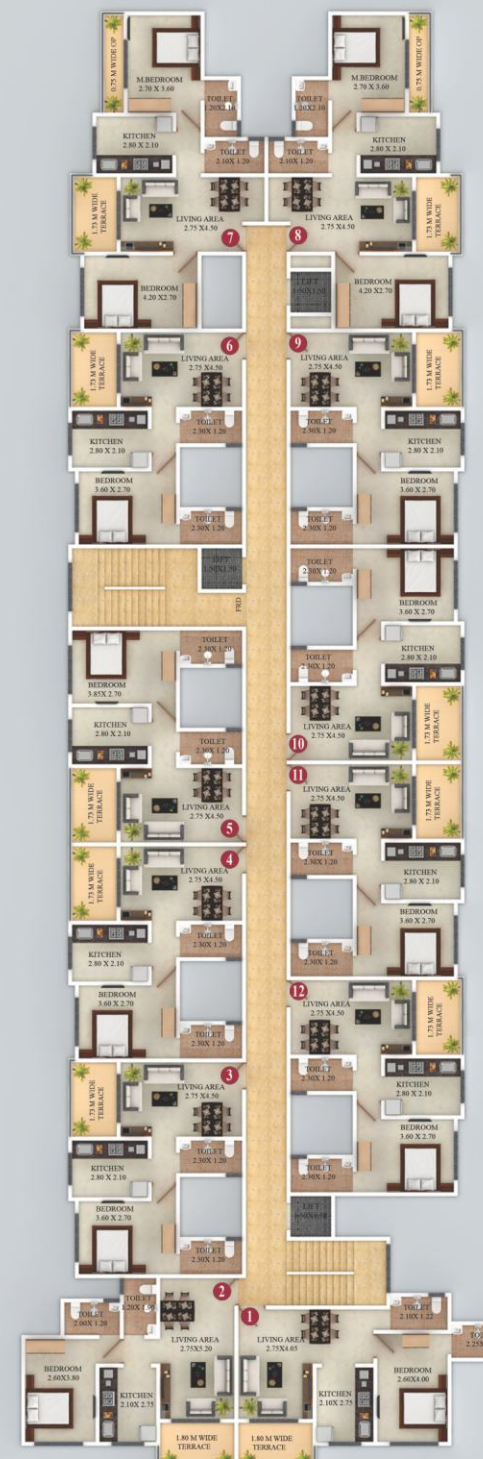 0.75 M WIDE OP
M.BEDROOM
2.70 X 3.60
TOILET
1.20X2.10
KITCHEN
2.80 X 2.10
TOILET
2.10X 1.20
1.73 M WIDE
TERRACE
LIVING AREA
2.75 X4.50
7
BEDROOM
4.20 X2.70
M.BEDROOM
2.70 X 3.60
0.75 M WIDE OP
TOILET
1.20X2.10
TOILET
2.10X 1.20
KITCHEN
2.80 X 2.10
LIVING AREA
2.75 X4.50
8
1.73 M WIDE
TERRACE
LIFT
BEDROOM
4.20 X2.70
6
1.73 M WIDE
TERRACE
LIVING AREA
2.75 X4.50
TOILET
2.30X 1.20
KITCHEN
2.80 X 2.10
BEDROOM
3.60 X 2.70
TOILET
2.30X 1.20
9
LIVING AREA
2.75 X4.50
1.73 M WIDE
TERRACE
TOILET
2.30X 1.20
KITCHEN
2.80 X 2.10
BEDROOM
3.60 X 2.70
TOILET
2.30X 1.20
LIFT
FRD
TOILET
2.30X 1.20
BEDROOM
3.60 X 2.70
KITCHEN
2.80 X 2.10
TOILET
2.30X 1.20
LIVING AREA
2.75 X4.50
10
1.73 M WIDE
TERRACE
TOILET
2.30X 1.20
BEDROOM
3.85X 2.70
KITCHEN
2.80 X 2.10
TOILET
2.30X 1.20
1.73 M WIDE
TERRACE
LIVING AREA
2.75 X4.50
5
11
LIVING AREA
2.75 X4.50
1.73 M WIDE
TERRACE
TOILET
2.30X 1.20
KITCHEN
2.80 X 2.10
BEDROOM
3.60 X 2.70
TOILET
2.30X 1.20
4
1.73 M WIDE
TERRACE
LIVING AREA
2.75 X4.50
TOILET
2.30X 1.20
KITCHEN
2.80 X 2.10
BEDROOM
3.60 X 2.70
TOILET
2.30X 1.20
12
LIVING AREA
2.75 X4.50
1.73 M WIDE
TERRACE
TOILET
2.30X 1.20
KITCHEN
2.80 X 2.10
BEDROOM
3.60 X 2.70
TOILET
2.30X 1.20
3
1.73 M WIDE
TERRACE
LIVING AREA
2.75 X4.50
TOILET
2.30X 1.20
KITCHEN
2.80 X 2.10
BEDROOM
3.60 X 2.70
TOILET
2.30X 1.20
LIFT
2
TOILET
TOILET
2.00X 1.20
LIVING AREA
2.75X5.20
BEDROOM
2.60X3.80
KITCHEN
2.10X 2.75
1.80 M WIDE
TERRACE
1
LIVING AREA
2.75X4.05
TOILET
2.10X 1.22
BEDROOM
2.60X4.00
KITCHEN
2.10X 2.75
1.80 M WIDE
TERRACE